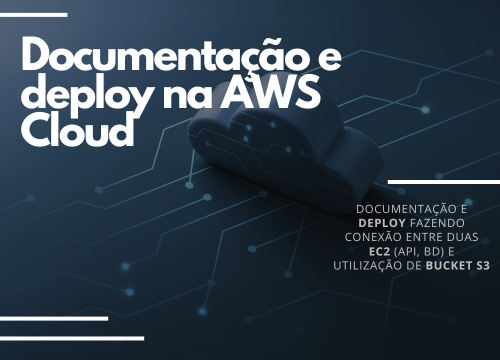 Documentação e
deploy na AWS
Cloud
DOCUMENTAÇÃO E
DEPLOY FAZENDO
CONEXÃO ENTRE DUAS
EC2 (API, BD) E
UTILIZAÇÃO DE BUCKET S3